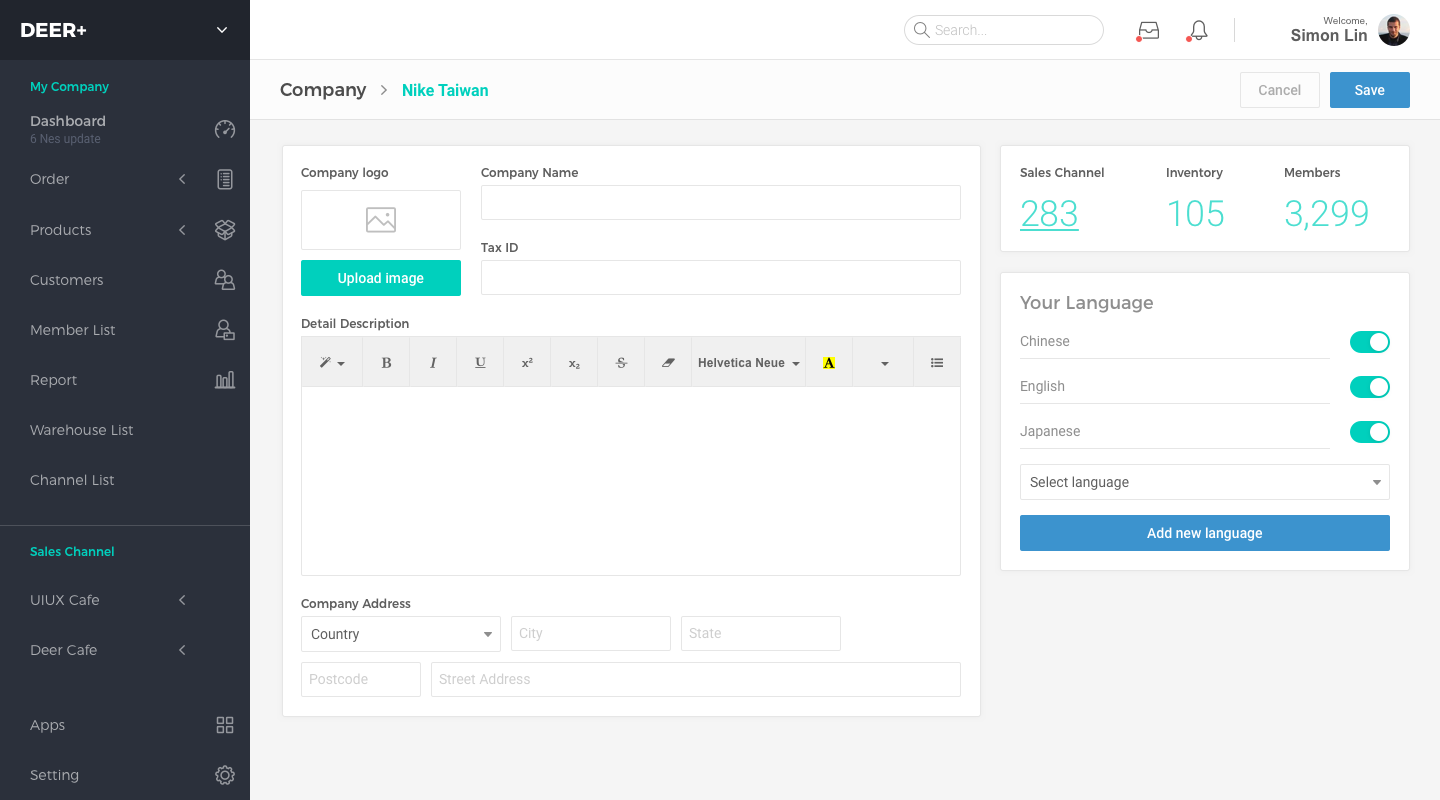 DEER+
Search...
Welcome,
Simon Lin
My Company
Dashboard
6 Nes update
Order
Products
Customers
Member List
Report
Warehouse List
Channel List
Sales Channel
UIUX Cafe
Deer Cafe
Apps
Setting
Company > Nike Taiwan
Cancel
Save
Company logo
Upload image
Company Name
Tax ID
Detail Description
B
I
U
x²
x₂
S
Helvetica Neue
A
Company Address
Country
City
State
Postcode
Street Address
Sales Channel
283
Inventory
105
Members
3,299
Your Language
Chinese
English
Japanese
Select language
Add new language